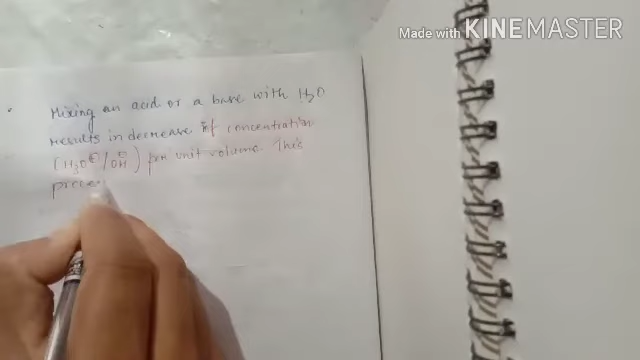 Made with KINEMASTER
Mixing an acid or a base with H₂O
results in decrease of concentration
(H₃O⊕/OH⊖) per unit volume. This
proces